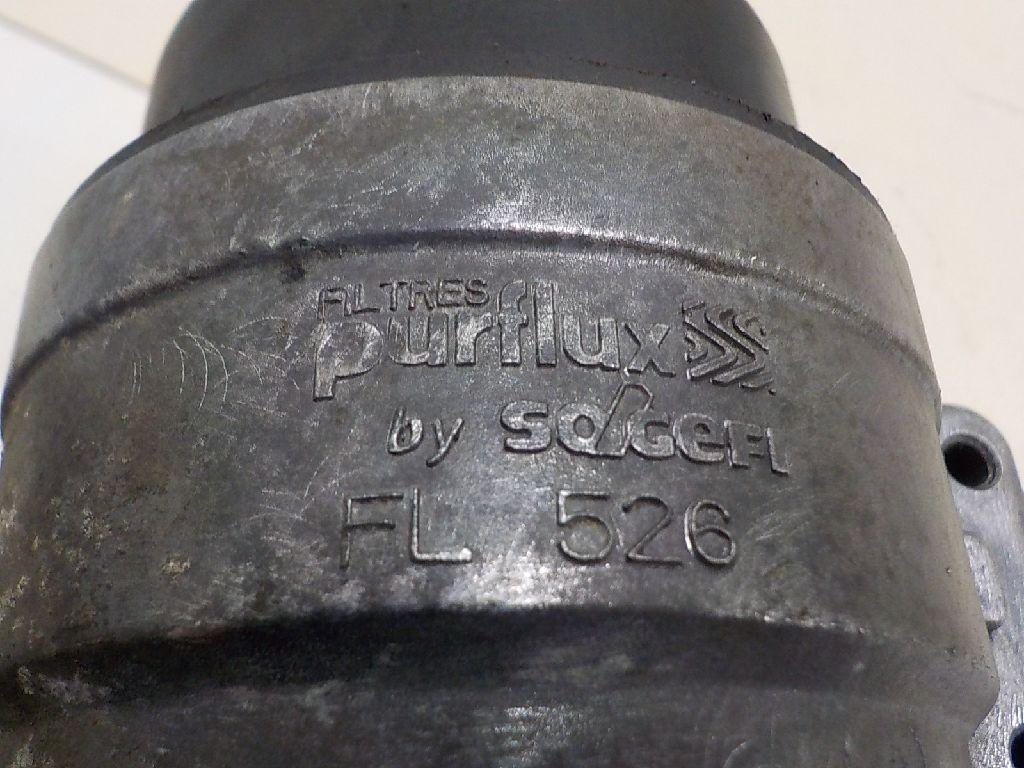 FILTRES
purflux
by SOGEFI
FL 526